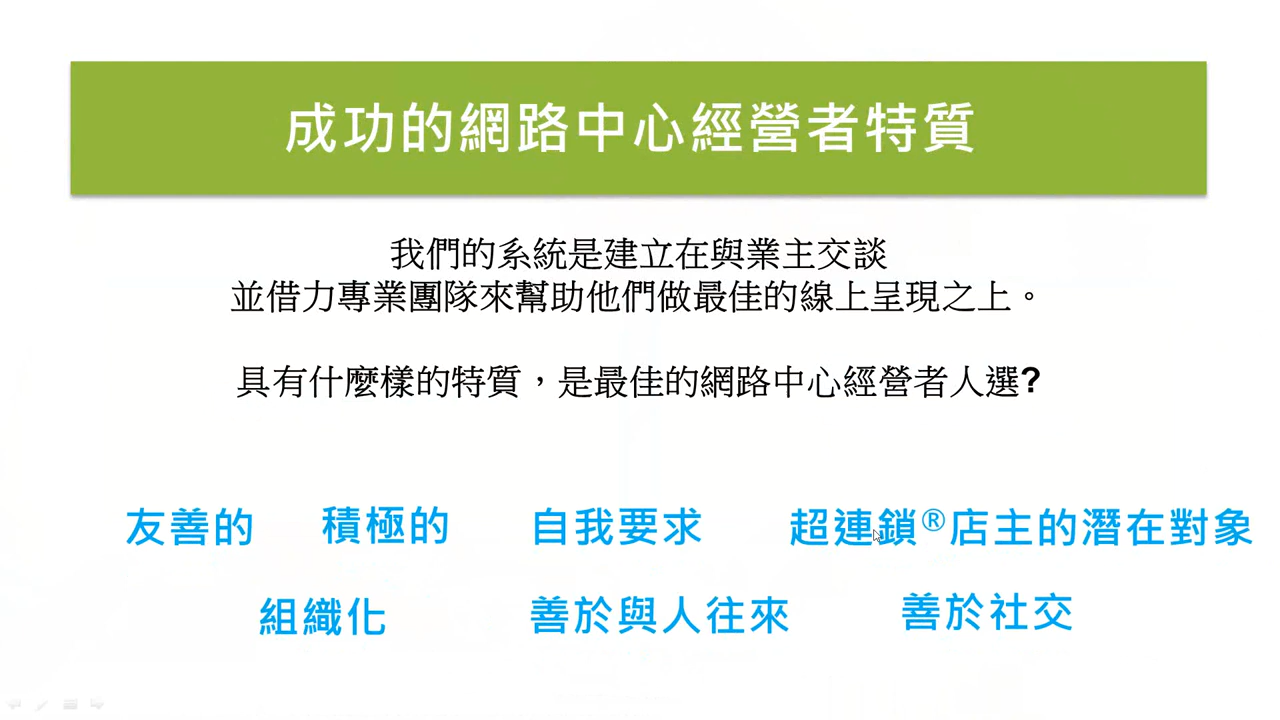 成功的網路中心經營者特質
我們的系統是建立在與業主交談
並借力專業團隊來幫助他們做最佳的線上呈現之上。
具有什麼樣的特質，是最佳的網路中心經營者人選?
友善的 積極的 自我要求 超連鎖®店主的潛在對象
組織化 善於與人往來 善於社交